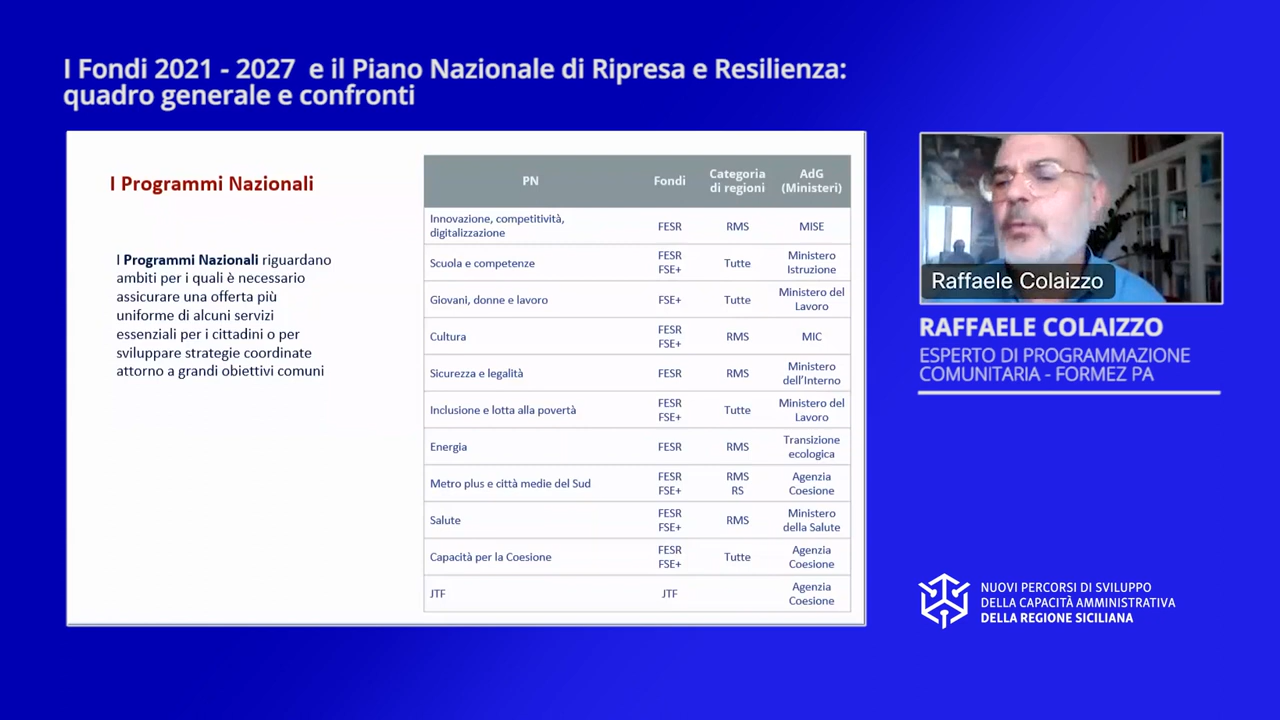 I Fondi 2021 - 2027 e il Piano Nazionale di Ripresa e Resilienza:
quadro generale e confronti
I Programmi Nazionali
I Programmi Nazionali riguardano
ambiti per i quali è necessario
assicurare una offerta più
uniforme di alcuni servizi
essenziali per i cittadini o per
sviluppare strategie coordinate
attorno a grandi obiettivi comuni
PN
Fondi
Categoria
di regioni
AdG
(Ministeri)
Innovazione, competitività,
digitalizzazione
FESR
RMS
MISE
Scuola e competenze
FESR
FSE+
Tutte
Ministero
Istruzione
Giovani, donne e lavoro
FSE+
Tutte
Ministero del
Lavoro
Cultura
FESR
FSE+
RMS
MIC
Sicurezza e legalità
FESR
RMS
Ministero
dell'Interno
Inclusione e lotta alla povertà
FESR
FSE+
Tutte
Ministero del
Lavoro
Energia
FESR
RMS
Transizione
ecologica
Metro plus e città medie del Sud
FESR
FSE+
RMS
RS
Agenzia
Coesione
Salute
FESR
FSE+
RMS
Ministero
della Salute
Capacità per la Coesione
FESR
FSE+
Tutte
Agenzia
Coesione
JTF
JTF
Agenzia
Coesione
Raffaele Colaizzo
RAFFAELE COLAIZZO
ESPERTO DI PROGRAMMAZIONE
COMUNITARIA - FORMEZ PA
NUOVI PERCORSI DI SVILUPPO
DELLA CAPACITÀ AMMINISTRATIVA
DELLA REGIONE SICILIANA